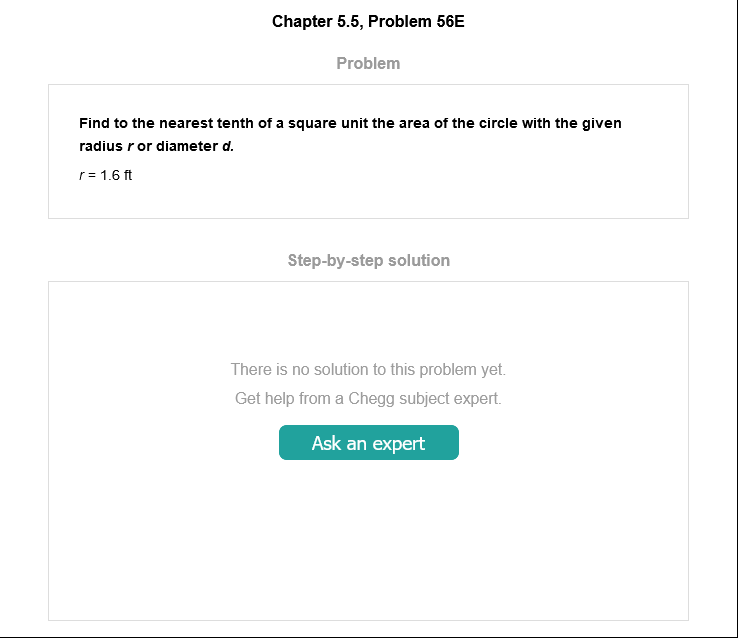 Chapter 5.5, Problem 56E
Problem
Find to the nearest tenth of a square unit the area of the circle with the given
radius r or diameter d.
r = 1.6 ft
Step-by-step solution
There is no solution to this problem yet.
Get help from a Chegg subject expert.
Ask an expert